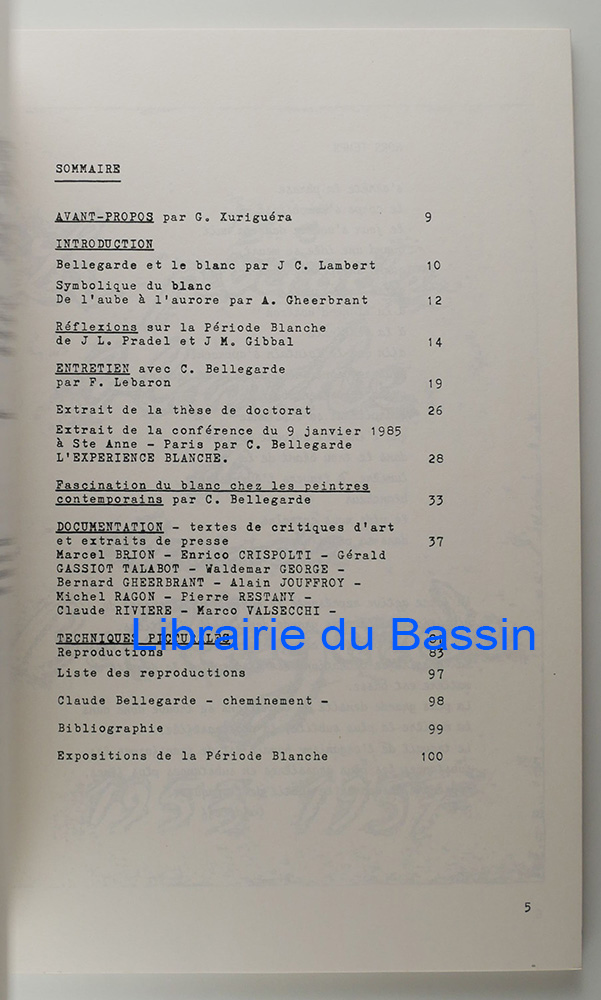 SOMMAIRE
AVANT-PROPOS par G. Xuriguéra 9
INTRODUCTION
Bellegarde et le blanc par J C. Lambert 10
Symbolique du blanc
De l'aube à l'aurore par A. Gheerbrant 12
Réflexions sur la Période Blanche
de J L. Pradel et J M. Gibbal 14
ENTRETIEN avec C. Bellegarde
par F. Lebaron 19
Extrait de la thèse de doctorat 26
Extrait de la conférence du 9 janvier 1985
à Ste Anne - Paris par C. Bellegarde
L'EXPERIENCE BLANCHE. 28
Fascination du blanc chez les peintres
contemporains par C. Bellegarde 33
DOCUMENTATION - textes de critiques d'art
et extraits de presse 37
Marcel BRION - Enrico CRISPOLTI - Gérald
GASSIOT TALABOT - Waldemar GEORGE -
Bernard GHEERBRANT - Alain JOUFFROY -
Michel RAGON - Pierre RESTANY -
Claude RIVIERE - Marco VALSECCHI -
TECHNIQUES PICTURALES
Librairie du Bassin
Reproductions 83
Liste des reproductions 97
Claude Bellegarde - cheminement - 98
Bibliographie 99
Expositions de la Période Blanche 100
5